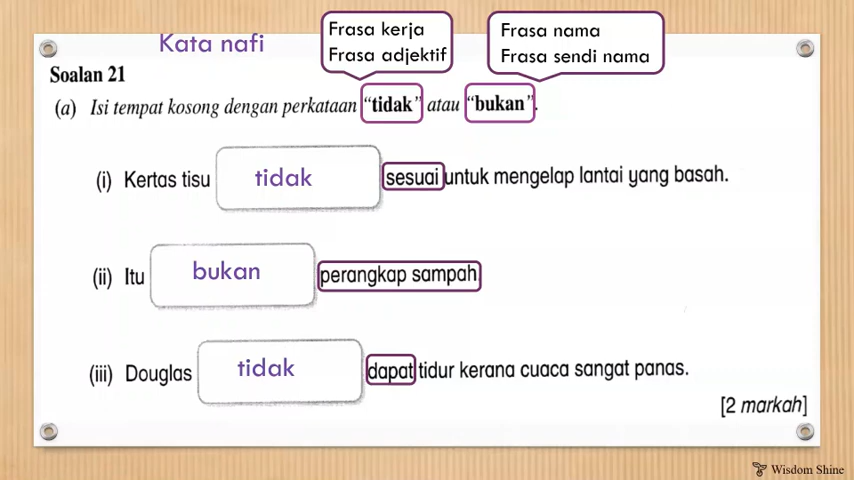 Kata nafi
Frasa kerja
Frasa adjektif
Frasa nama
Frasa sendi nama
Soalan 21
(a) Isi tempat kosong dengan perkataan “tidak” atau “bukan”.
(i) Kertas tisu tidak sesuai untuk mengelap lantai yang basah.
(ii) Itu bukan perangkap sampah
(iii) Douglas tidak dapat tidur kerana cuaca sangat panas.
[2 markah]
Wisdom Shine